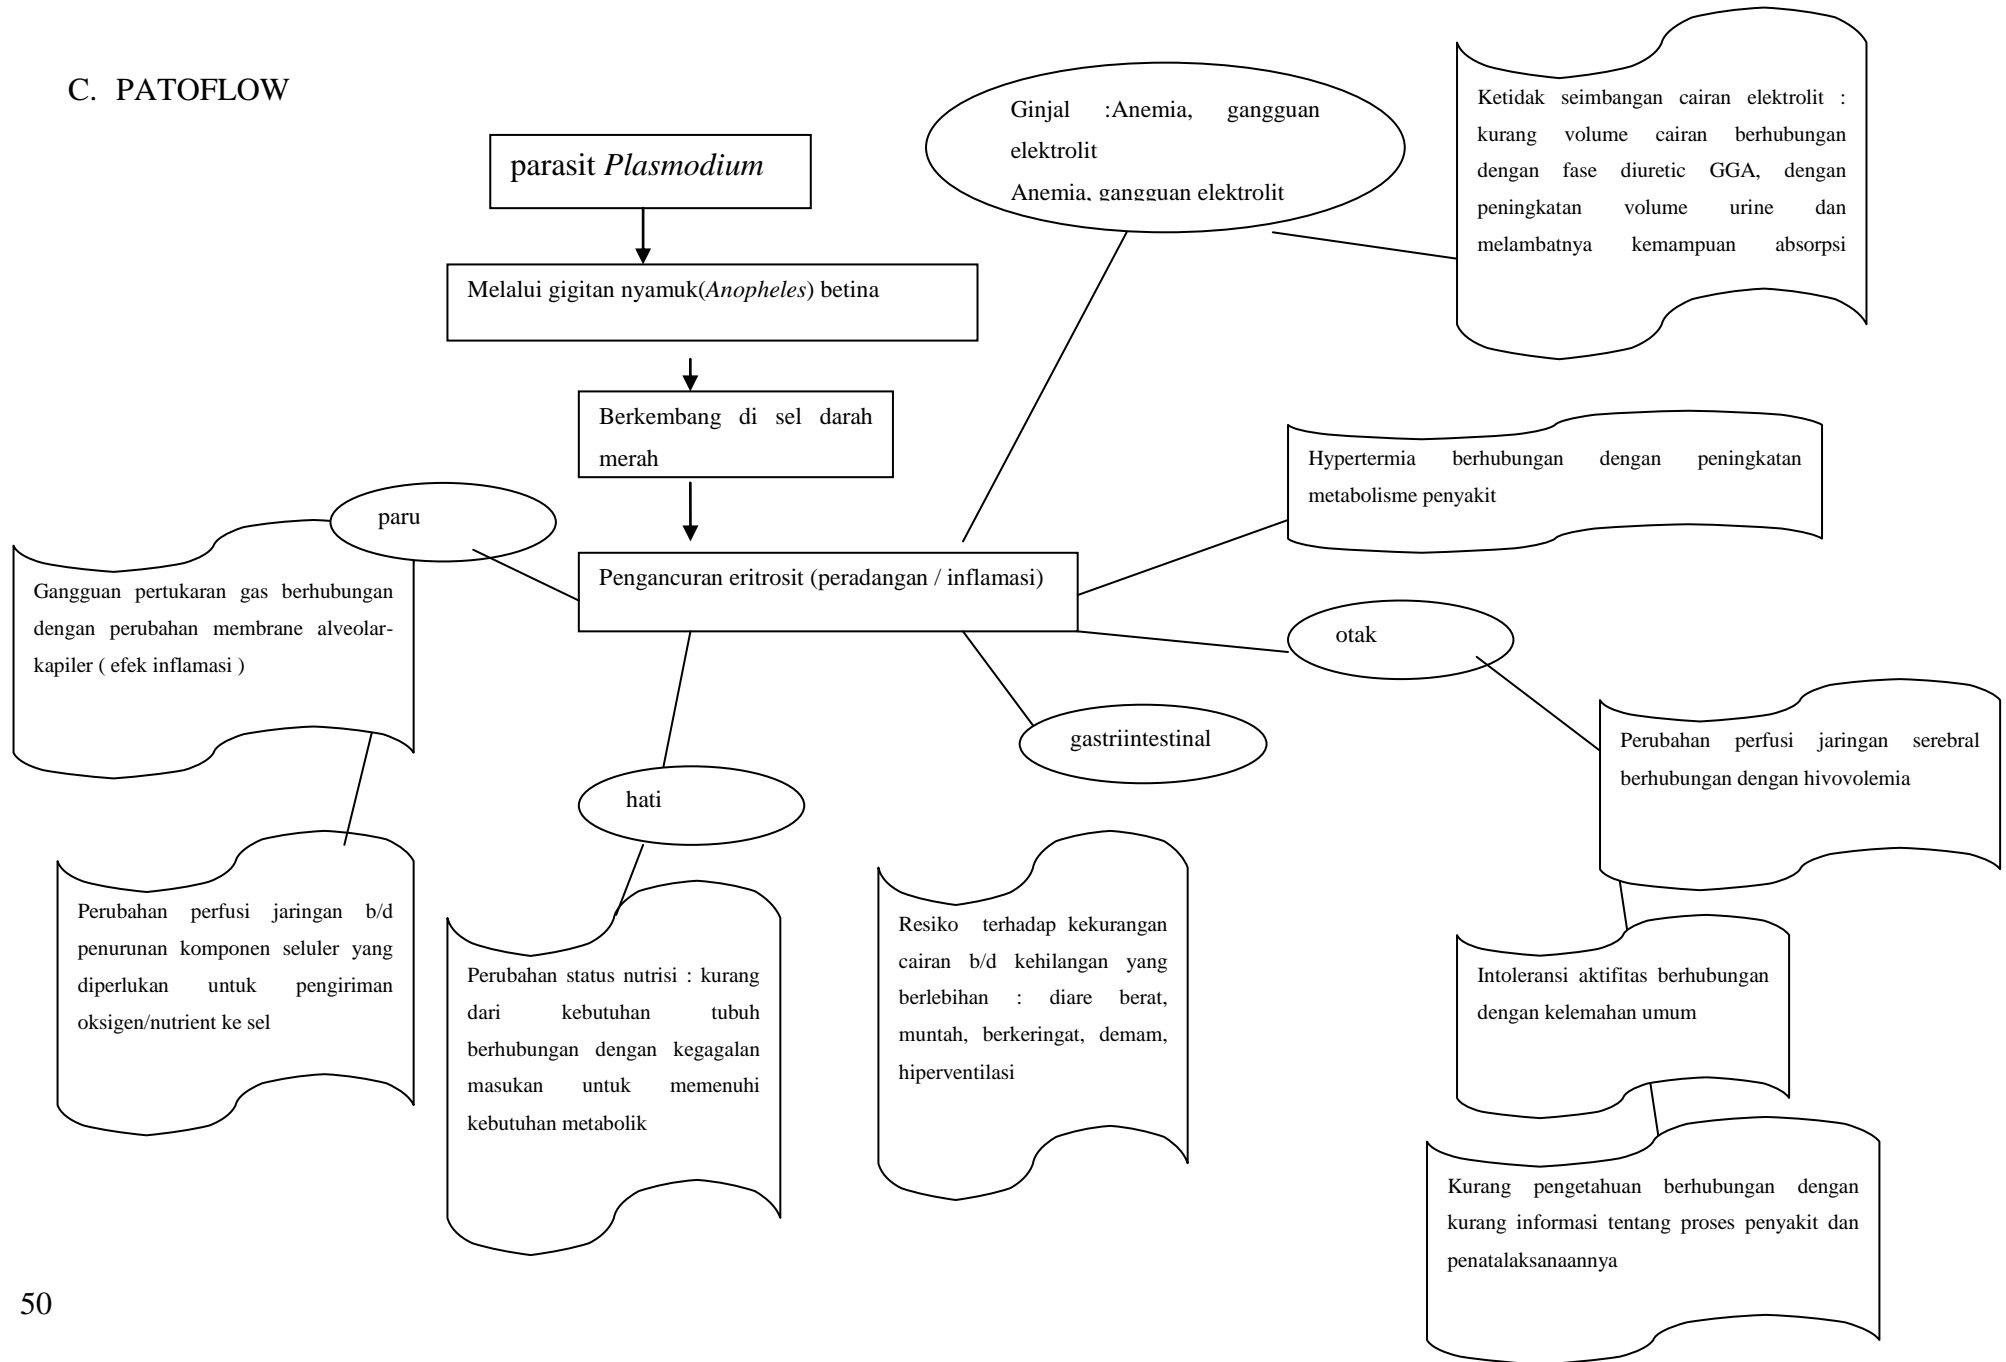 C. PATOFLOW
parasit Plasmodium
Melalui gigitan nyamuk(Anopheles) betina
Berkembang di sel darah
merah
Pengancuran eritrosit (peradangan / inflamasi)
Ginjal :Anemia, gangguan
elektrolit
Anemia, gangguan elektrolit
Ketidak seimbangan cairan elektrolit :
kurang volume cairan berhubungan
dengan fase diuretic GGA, dengan
peningkatan volume urine dan
melambatnya kemampuan absorpsi
Hypertermia berhubungan dengan peningkatan
metabolisme penyakit
paru
Gangguan pertukaran gas berhubungan
dengan perubahan membrane alveolar-
kapiler ( efek inflamasi )
otak
gastriintestinal
hati
Perubahan perfusi jaringan serebral
berhubungan dengan hivovolemia
Perubahan perfusi jaringan b/d
penurunan komponen seluler yang
diperlukan untuk pengiriman
oksigen/nutrient ke sel
Perubahan status nutrisi : kurang
dari kebutuhan tubuh
berhubungan dengan kegagalan
masukan untuk memenuhi
kebutuhan metabolik
Resiko terhadap kekurangan
cairan b/d kehilangan yang
berlebihan : diare berat,
muntah, berkeringat, demam,
hiperventilasi
Intoleransi aktifitas berhubungan
dengan kelemahan umum
Kurang pengetahuan berhubungan dengan
kurang informasi tentang proses penyakit dan
penatalaksanaannya
50